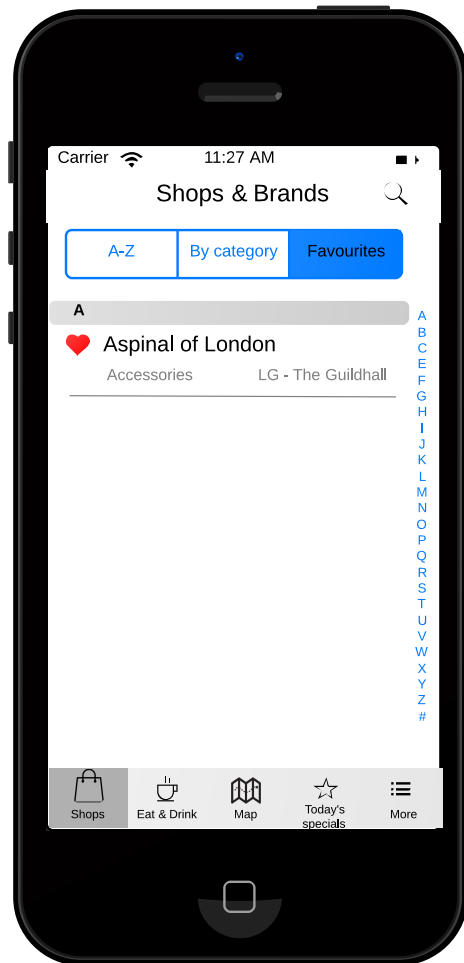 Carrier 11:27 AM
Shops & Brands
A-Z By category Favourites
A
Aspinal of London
Accessories LG - The Guildhall
A
B
C
E
F
G
H
I
J
K
L
M
N
O
P
Q
R
S
T
U
V
W
X
Y
Z
#
Shops Eat & Drink Map Today's specials More